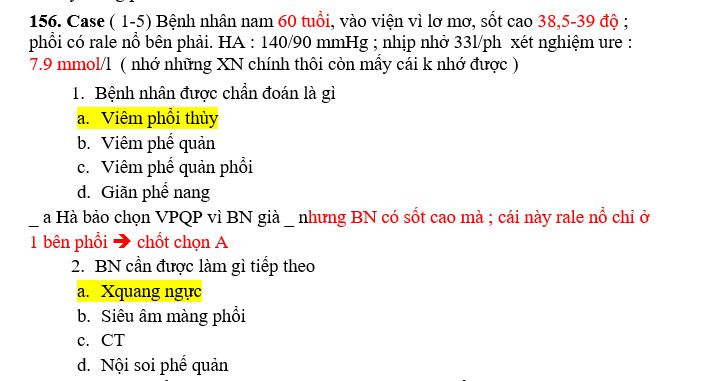 156. Case ( 1-5) Bệnh nhân nam 60 tuổi, vào viện vì lơ mơ, sốt cao 38,5-39 độ ;
phổi có rale nổ bên phải. HA : 140/90 mmHg ; nhịp nhở 33l/ph xét nghiệm ure :
7.9 mmol/l ( nhớ những XN chính thôi còn mấy cái k nhớ được )
1. Bệnh nhân được chẩn đoán là gì
a. Viêm phổi thùy
b. Viêm phế quản
c. Viêm phế quản phổi
d. Giãn phế nang
_ a Hà bảo chọn VPQP vì BN già _ nhưng BN có sốt cao mà ; cái này rale nổ chỉ ở
1 bên phổi ➔ chốt chọn A
2. BN cần được làm gì tiếp theo
a. Xquang ngực
b. Siêu âm màng phổi
c. CT
d. Nội soi phế quản